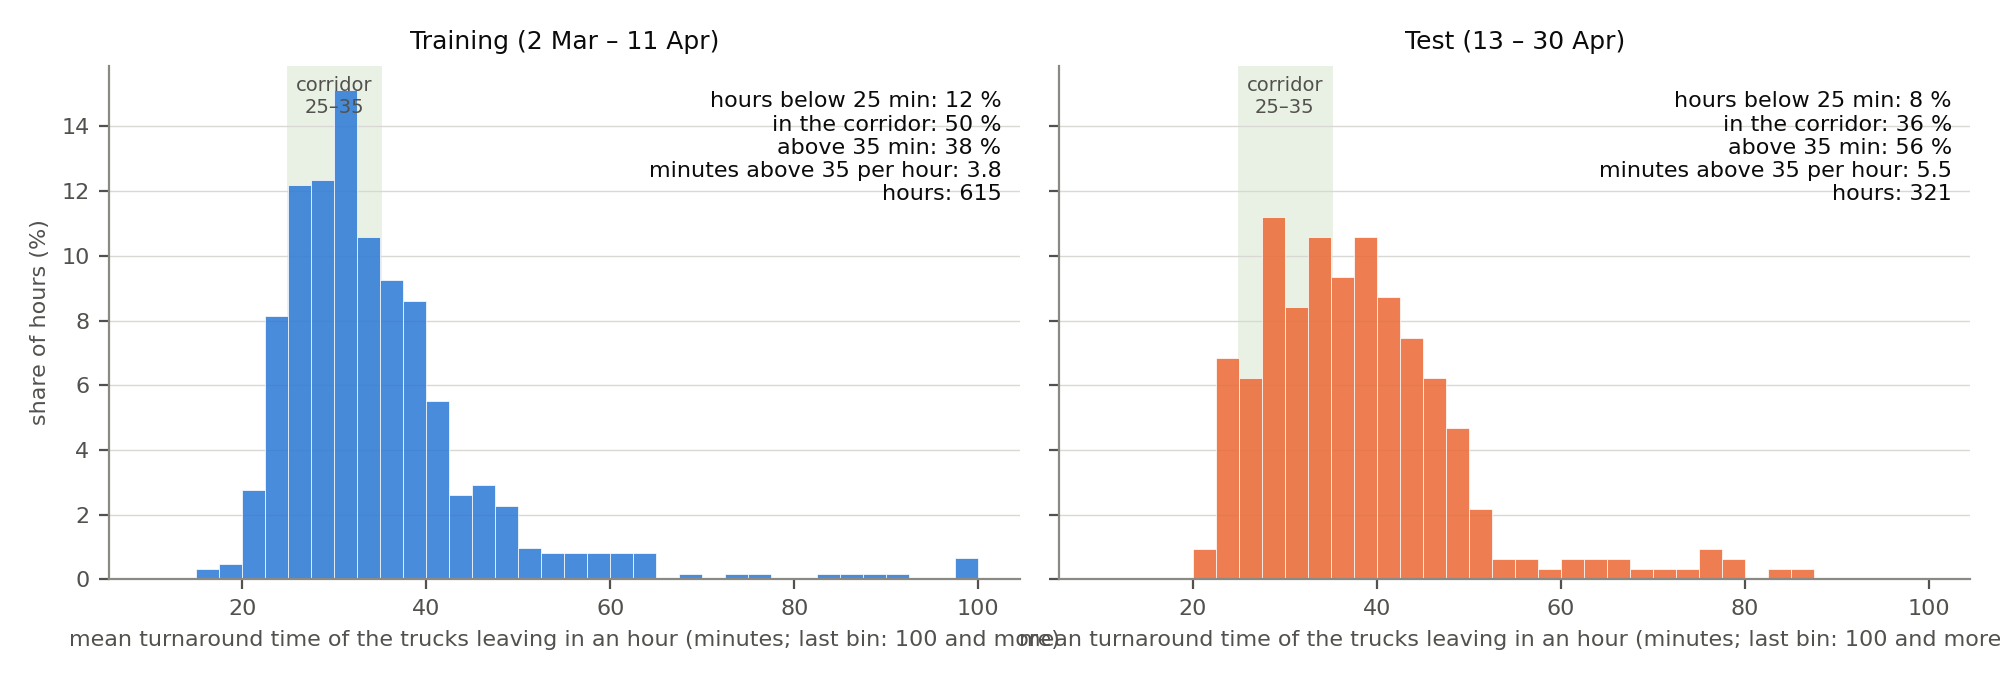 Training (2 Mar – 11 Apr)
corridor
25–35
hours below 25 min: 12 %
in the corridor: 50 %
above 35 min: 38 %
minutes above 35 per hour: 3.8
hours: 615
share of hours (%)
14
12
10
8
6
4
2
0
20 40 60 80 100
mean turnaround time of the trucks leaving in an hour (minutes; last bin: 100 and more)
Test (13 – 30 Apr)
corridor
25–35
hours below 25 min: 8 %
in the corridor: 36 %
above 35 min: 56 %
minutes above 35 per hour: 5.5
hours: 321
20 40 60 80 100
mean turnaround time of the trucks leaving in an hour (minutes; last bin: 100 and more